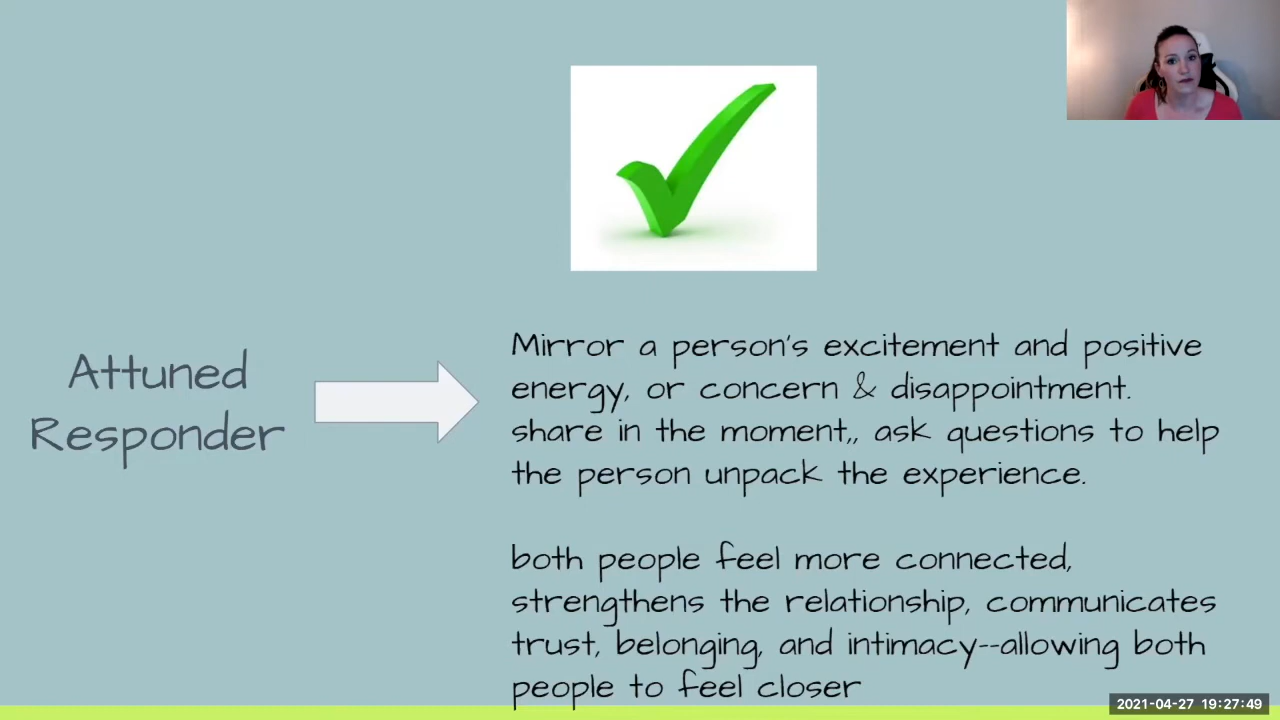 Attuned
Responder
Mirror a person's excitement and positive
energy, or concern & disappointment.
share in the moment,, ask questions to help
the person unpack the experience.
both people feel more connected,
strengthens the relationship, communicates
trust, belonging, and intimacy--allowing both
people to feel closer
2021-04-27 19:27:49